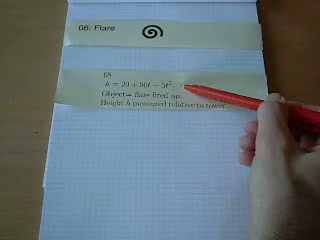 08: Flare
08
h = 20 + 90t − 5t².
Object= flare fired up.
Height h measured relative to tower.